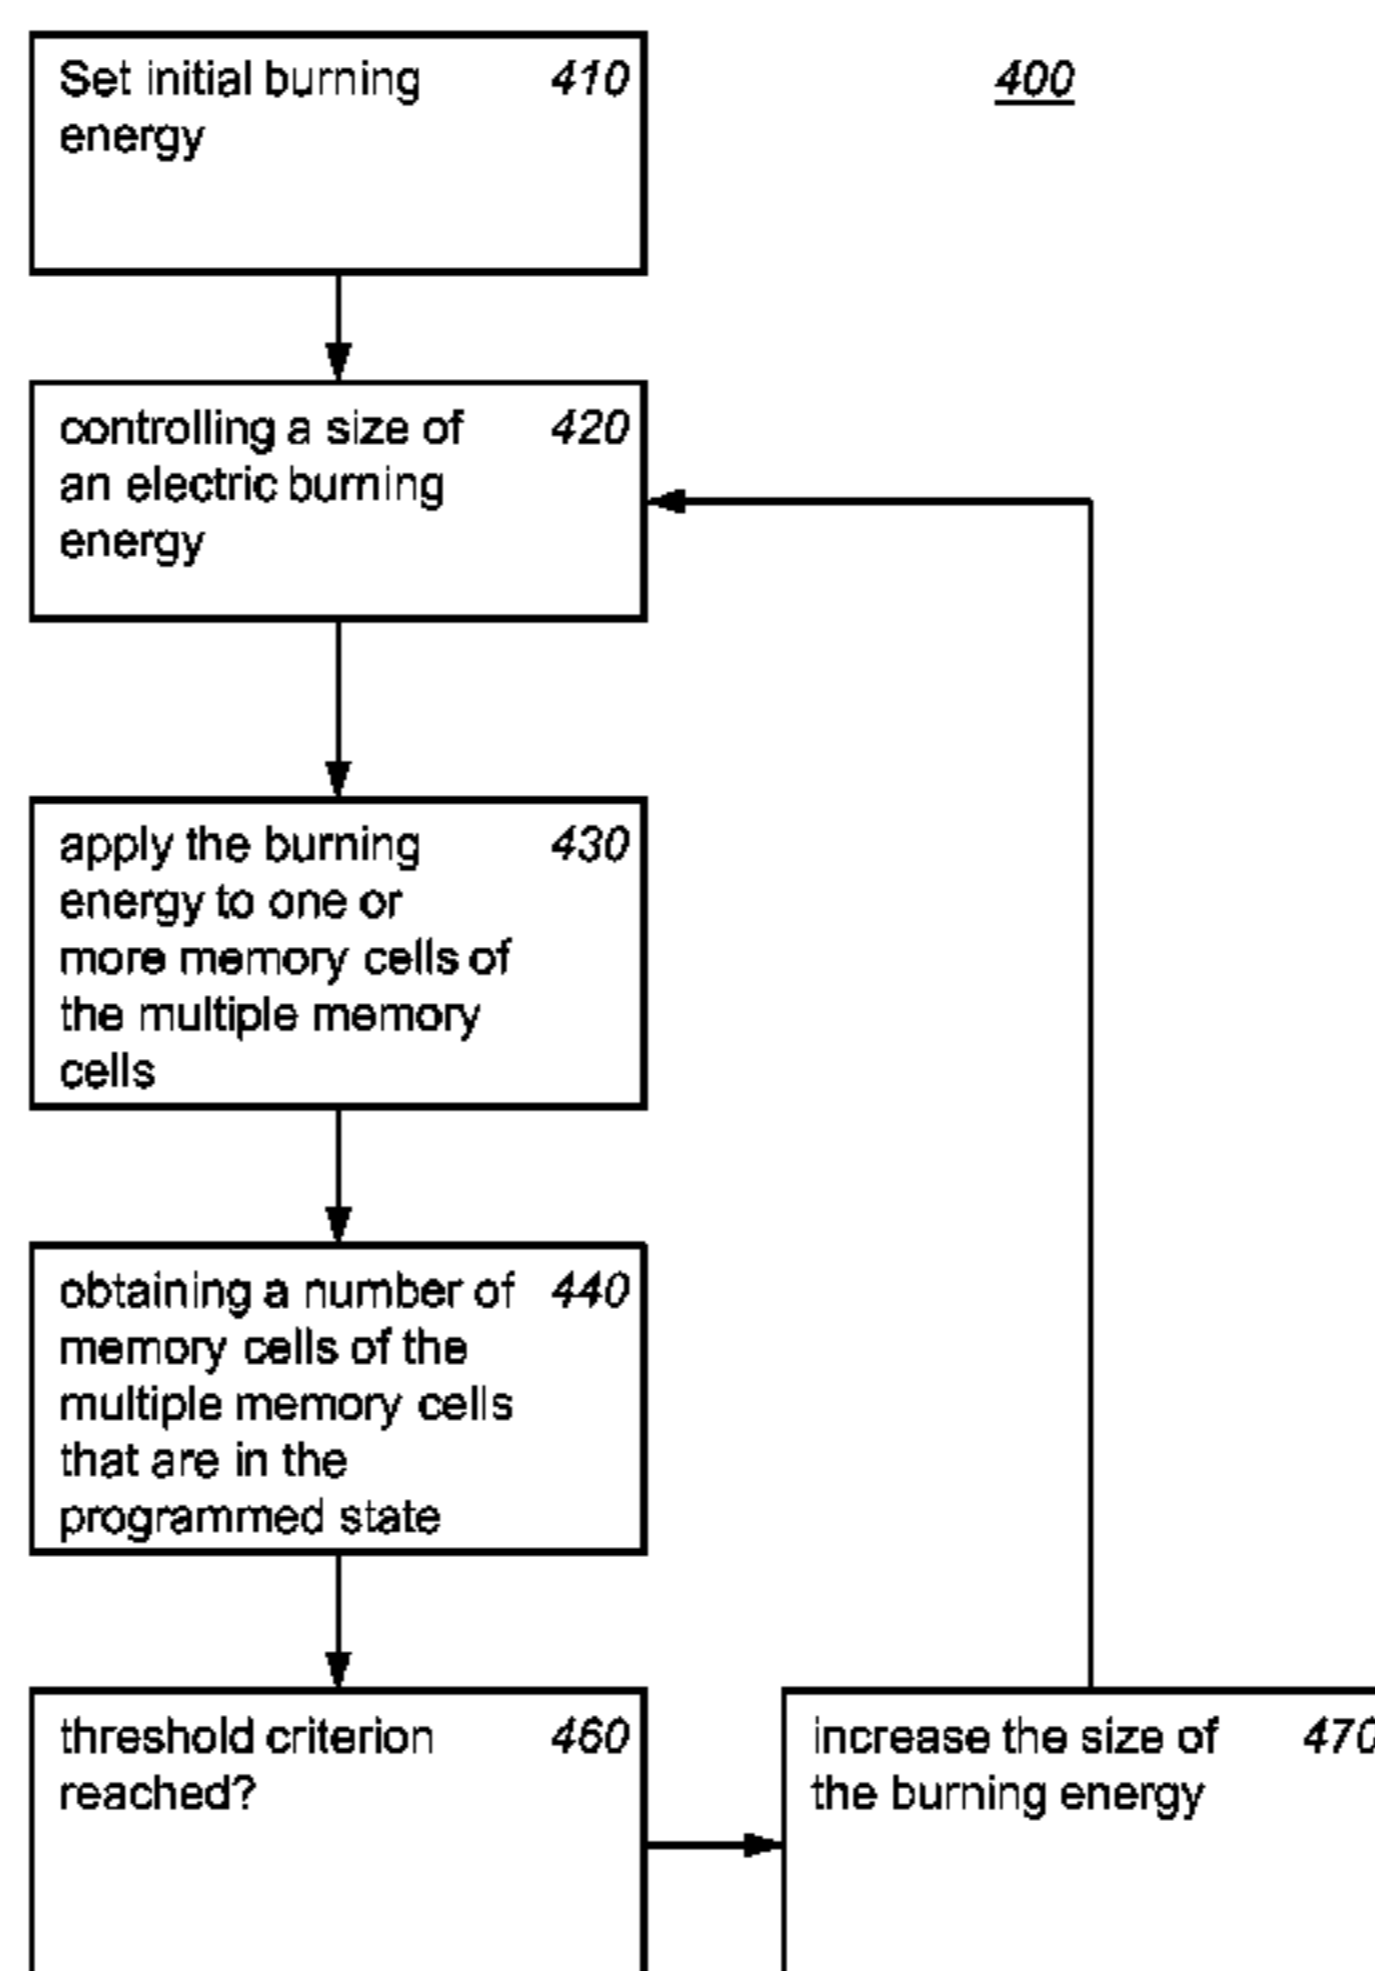 Set initial burning 410
energy
400
controlling a size of 420
an electric burning
energy
apply the burning 430
energy to one or
more memory cells of
the multiple memory
cells
obtaining a number of 440
memory cells of the
multiple memory cells
that are in the
programmed state
threshold criterion 460
reached?
increase the size of 470
the burning energy